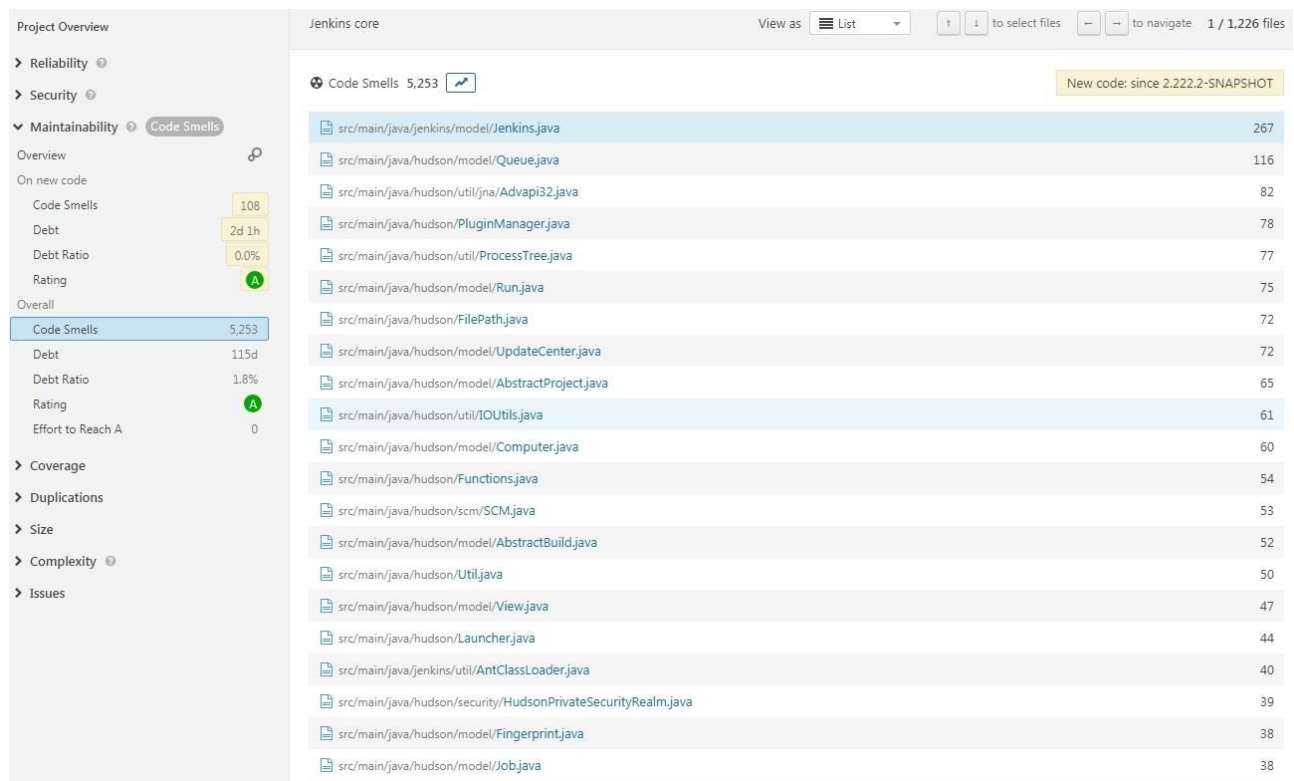 Project Overview
Reliability
Security
Maintainability Code Smells
Overview
On new code
Code Smells 108
Debt 2d 1h
Debt Ratio 0.0%
Rating A
Overall
Code Smells 5,253
Debt 115d
Debt Ratio 1.8%
Rating A
Effort to Reach A 0
Coverage
Duplications
Size
Complexity
Issues
Jenkins core View as List ↑ ↓ to select files ← → to navigate 1 / 1,226 files
Code Smells 5,253 New code: since 2.222.2-SNAPSHOT
src/main/java/jenkins/model/Jenkins.java 267
src/main/java/hudson/model/Queue.java 116
src/main/java/hudson/util/jna/Advapi32.java 82
src/main/java/hudson/PluginManager.java 78
src/main/java/hudson/util/ProcessTree.java 77
src/main/java/hudson/model/Run.java 75
src/main/java/hudson/FilePath.java 72
src/main/java/hudson/model/UpdateCenter.java 72
src/main/java/hudson/model/AbstractProject.java 65
src/main/java/hudson/util/IOUtils.java 61
src/main/java/hudson/model/Computer.java 60
src/main/java/hudson/Functions.java 54
src/main/java/hudson/scm/SCM.java 53
src/main/java/hudson/model/AbstractBuild.java 52
src/main/java/hudson/Util.java 50
src/main/java/hudson/model/View.java 47
src/main/java/hudson/Launcher.java 44
src/main/java/jenkins/util/AntClassLoader.java 40
src/main/java/hudson/security/HudsonPrivateSecurityRealm.java 39
src/main/java/hudson/model/Fingerprint.java 38
src/main/java/hudson/model/Job.java 38